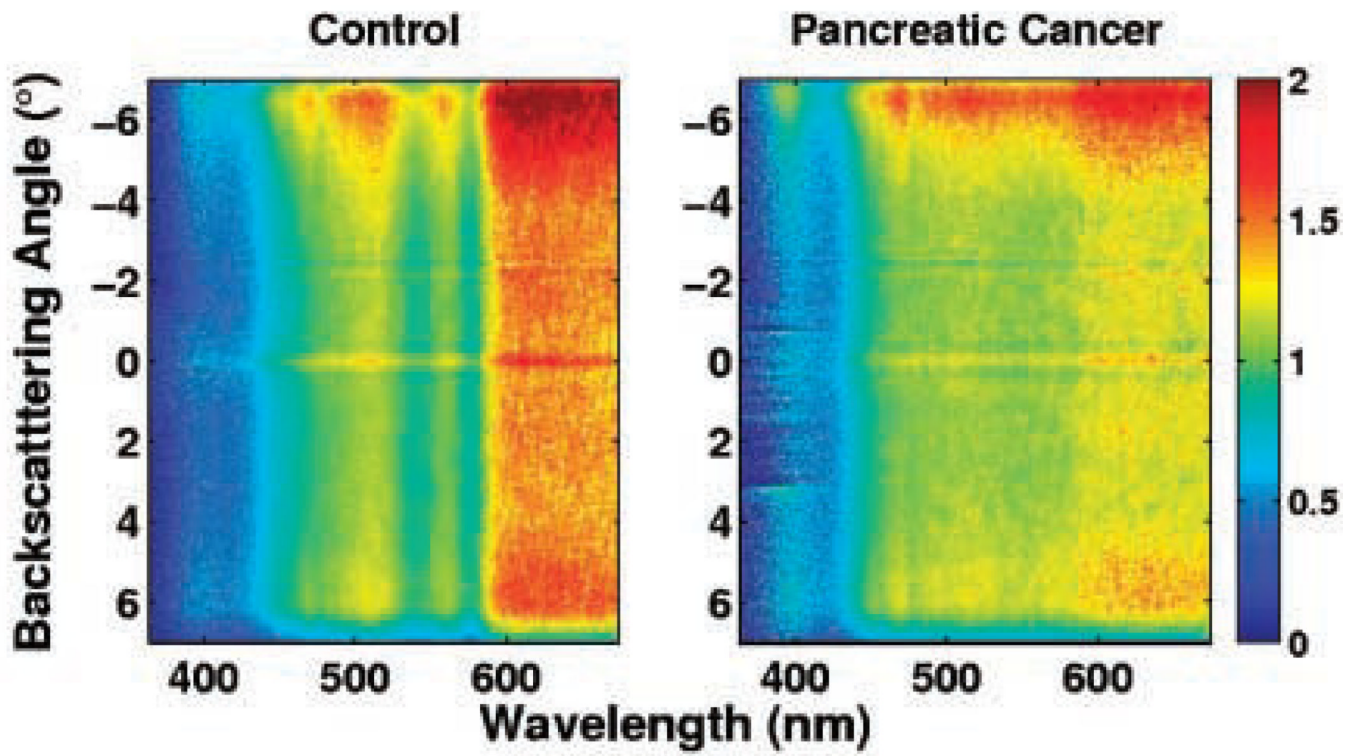 Control Pancreatic Cancer
Backscatttering Angle (°)
−6 −6 2
−4 −4 1.5
−2 −2
0 0 1
2 2
4 4 0.5
6 6 0
400 500 600 400 500 600
Wavelength (nm)